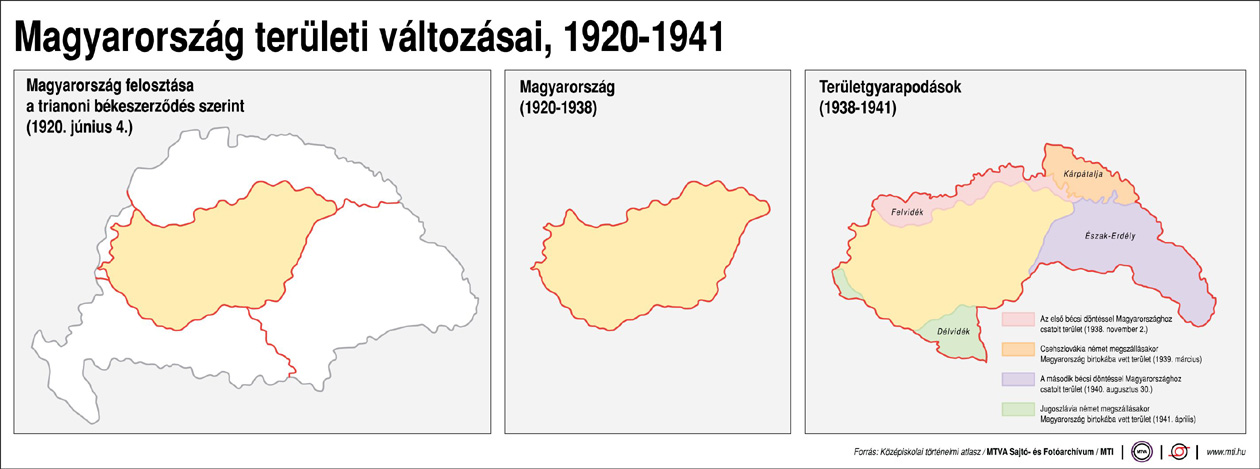 Magyarország területi változásai, 1920-1941
Magyarország felosztása
a trianoni békeszerződés szerint
(1920. június 4.)
Magyarország
(1920-1938)
Területgyarapodások
(1938-1941)
Kárpátalja
Felvidék
Észak-Erdély
Délvidék
Az első bécsi döntéssel Magyarországhoz
csatolt terület (1938. november 2.)
Csehszlovákia német megszállásakor
Magyarország birtokába vett terület (1939. március)
A második bécsi döntéssel Magyarországhoz
csatolt terület (1940. augusztus 30.)
Jugoszlávia német megszállásakor
Magyarország birtokába vett terület (1941. április)
Forrás: Középiskolai történelmi atlasz / MTVA Sajtó- és Fotóarchívum / MTI | MTVA | | www.mti.hu